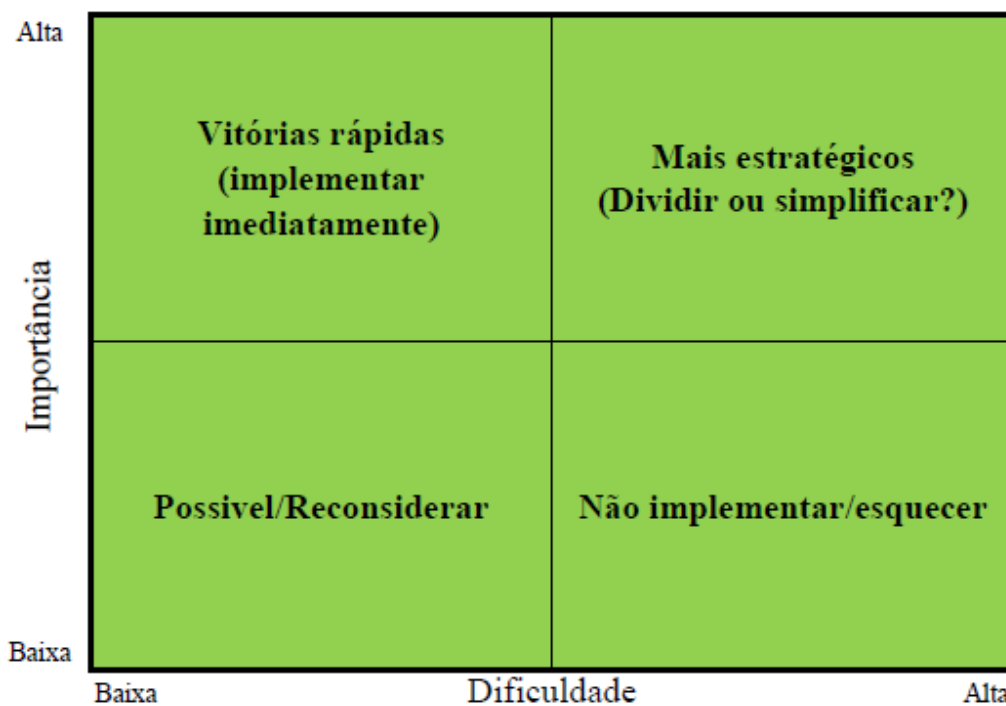 Alta
Vitórias rápidas
(implementar
imediatamente)
Mais estratégicos
(Dividir ou simplificar?)
Importância
Possivel/Reconsiderar
Não implementar/esquecer
Baixa
Baixa
Dificuldade
Alta